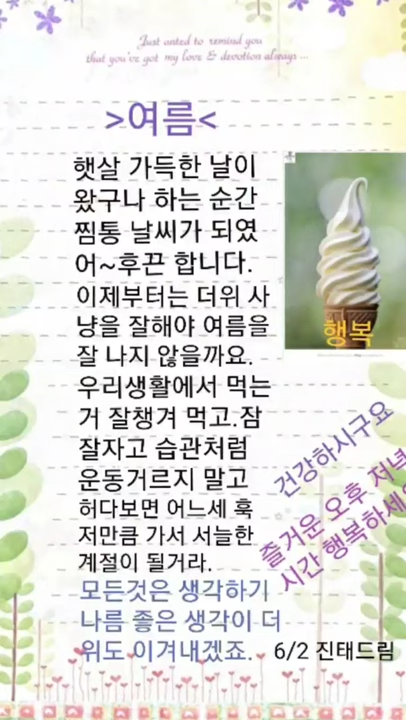 Just anted to remind you
that you've got my love & devotion always...
>여름<
햇살 가득한 날이
왔구나 하는 순간
찜통 날씨가 되였
어~후끈 합니다.
이제부터는 더위 사
냥을 잘해야 여름을
잘 나지 않을까요.
우리생활에서 먹는
거 잘챙겨 먹고.잠
잘자고 습관처럼
운동거르지 말고
허다보면 어느세 훅
저만큼 가서 서늘한
계절이 될거라.
모든것은 생각하기
나름 좋은 생각이 더
위도 이겨내겠죠.
행복
건강하시구요
즐거운 오후 저녁
시간 행복하세
6/2 진태드림